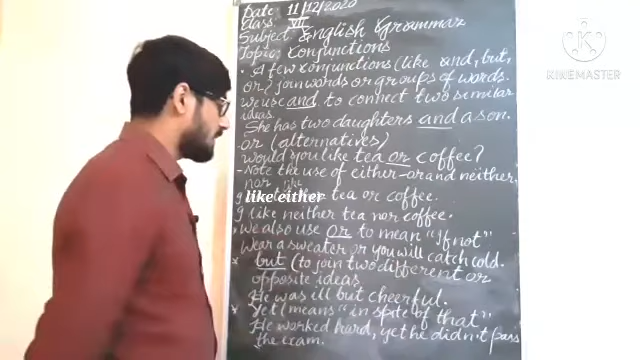 Date: 11/12/2020
Class: VI
Subject English Grammar
Topic: Conjunctions
• A few conjunctions (like and, but,
or) join words or groups of words.
We use and to connect two similar
ideas.
She has two daughters and a son.
or (alternatives)
Would you like tea or coffee?
- Note the use of either-or and neither,
nor like
like either
tea or coffee.
I like neither tea nor coffee.
• We also use or to mean "If not"
Wear a sweater or you will catch cold.
* but (to join two different or
opposite ideas
He was ill but cheerful.
* Yet (means "in spite of that"
He worked hard, yet he didn't pass
the exam.
KINEMASTER